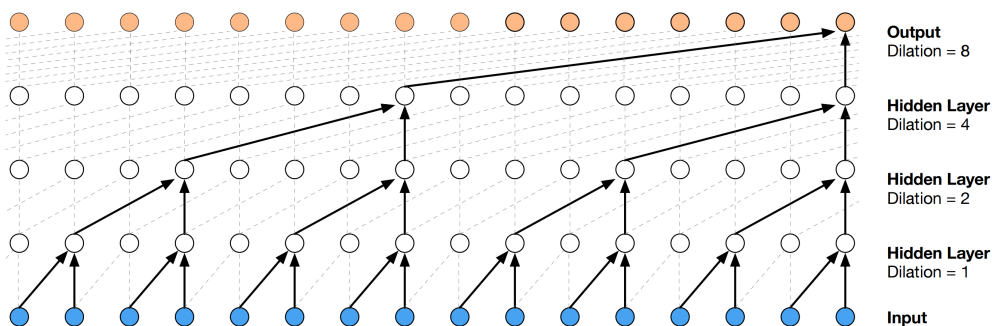 Output
Dilation = 8
Hidden Layer
Dilation = 4
Hidden Layer
Dilation = 2
Hidden Layer
Dilation = 1
Input